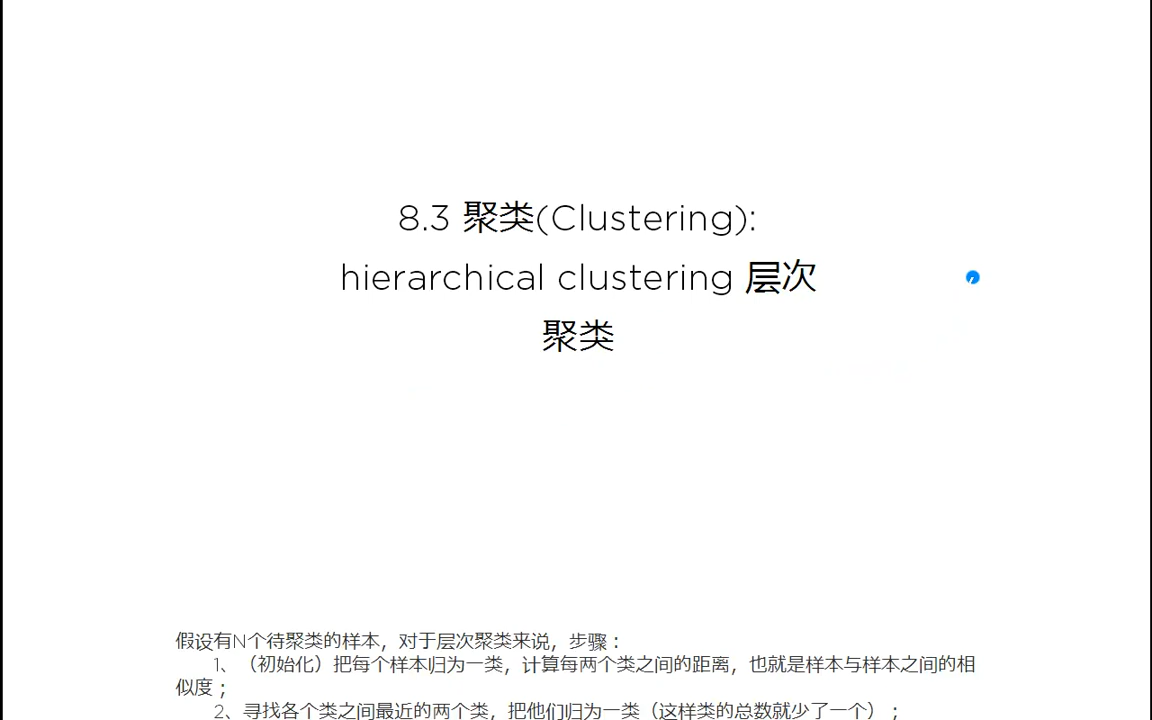 8.3 聚类(Clustering):
hierarchical clustering 层次
聚类
假设有N个待聚类的样本，对于层次聚类来说，步骤：
1、（初始化）把每个样本归为一类，计算每两个类之间的距离，也就是样本与样本之间的相
似度；
2、寻找各个类之间最近的两个类，把他们归为一类（这样类的总数就少了一个）；